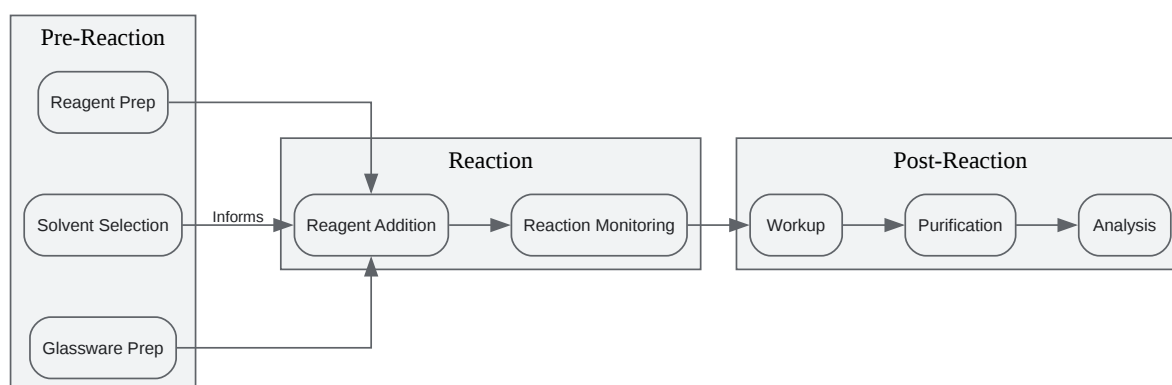 Pre-Reaction
Reagent Prep
Solvent Selection
Glassware Prep
Informs
Reaction
Reagent Addition
Reaction Monitoring
Post-Reaction
Workup
Purification
Analysis